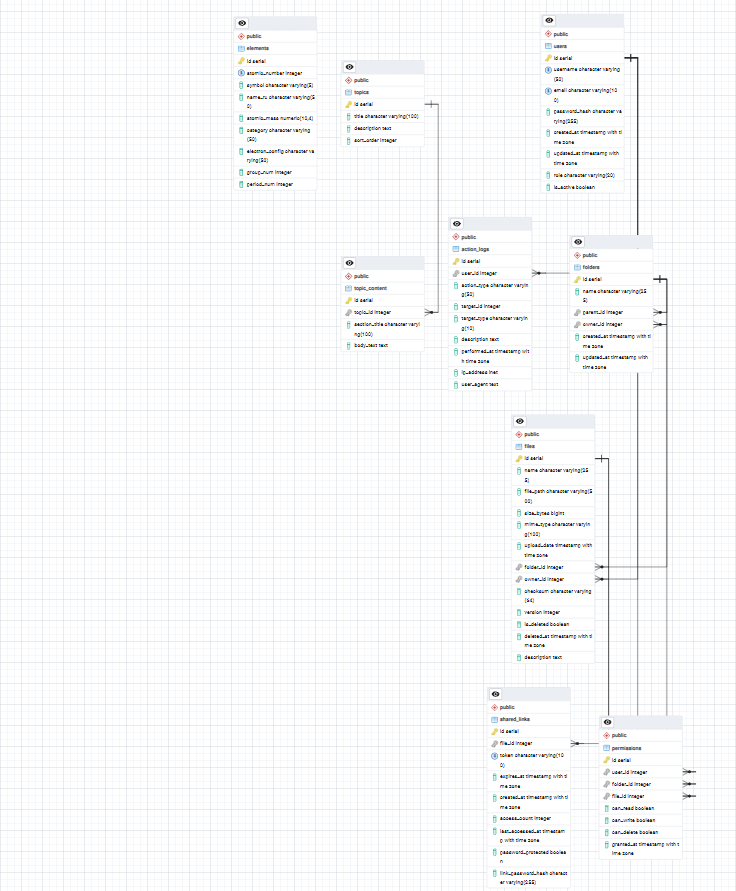 public
elements
id serial
atomic_number integer
symbol character varying(5)
name_ru character varying(5
0)
atomic_mass numeric(10,4)
category character varying
(50)
electron_config character va
rying(50)
group_num integer
period_num integer
public
topics
id serial
title character varying(100)
description text
sort_order integer
public
users
id serial
username character varying
(50)
email character varying(10
0)
password_hash character va
rying(255)
created_at timestamp with ti
me zone
updated_at timestamp with
time zone
role character varying(20)
is_active boolean
public
topic_content
id serial
topic_id integer
section_title character varyi
ng(100)
body_text text
public
action_logs
id serial
user_id integer
action_type character varyin
g(50)
target_id integer
target_type character varyin
g(10)
description text
performed_at timestamp wit
h time zone
ip_address inet
user_agent text
public
folders
id serial
name character varying(25
5)
parent_id integer
owner_id integer
created_at timestamp with ti
me zone
updated_at timestamp with
time zone
public
files
id serial
name character varying(25
5)
file_path character varying(5
00)
size_bytes bigint
mime_type character varyin
g(100)
upload_date timestamp with
time zone
folder_id integer
owner_id integer
checksum character varying
(64)
version integer
is_deleted boolean
deleted_at timestamp with ti
me zone
description text
public
shared_links
id serial
file_id integer
token character varying(10
0)
expires_at timestamp with ti
me zone
created_at timestamp with ti
me zone
access_count integer
last_accessed_at timestam
p with time zone
password_protected boolea
n
link_password_hash charact
er varying(255)
public
permissions
id serial
user_id integer
folder_id integer
file_id integer
can_read boolean
can_write boolean
can_delete boolean
granted_at timestamp with t
ime zone